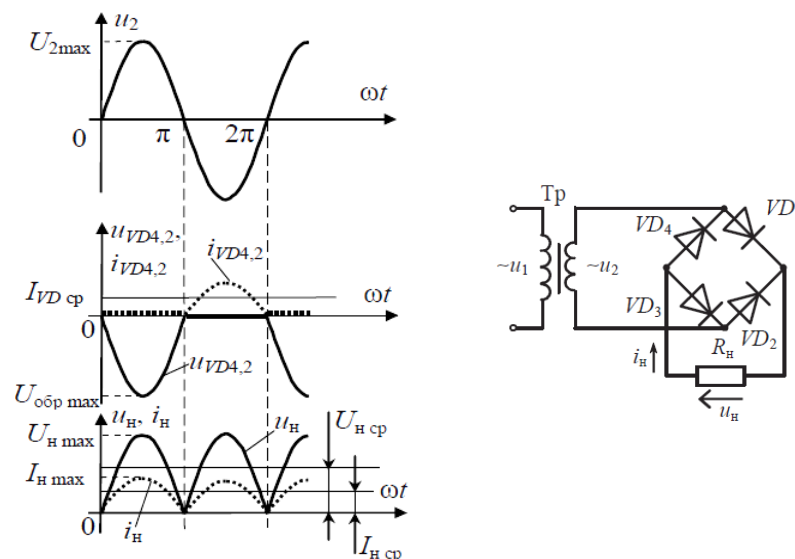 u2
U2max
ωt
0
π
2π
uVD4,2,
iVD4,2
iVD4,2
IVD ср
ωt
0
uVD4,2
Uобр max
uн, iн
Uн max
uн
Uн ср
Iн max
ωt
0
iн
Iн ср
Тр
VD4
VD
~u1
~u2
VD3
VD2
Rн
iн
uн